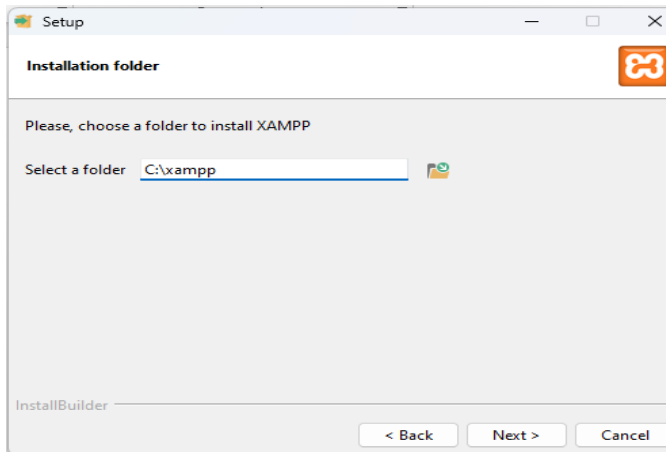 Setup
Installation folder
Please, choose a folder to install XAMPP
Select a folder C:\xampp
InstallBuilder
< Back Next > Cancel